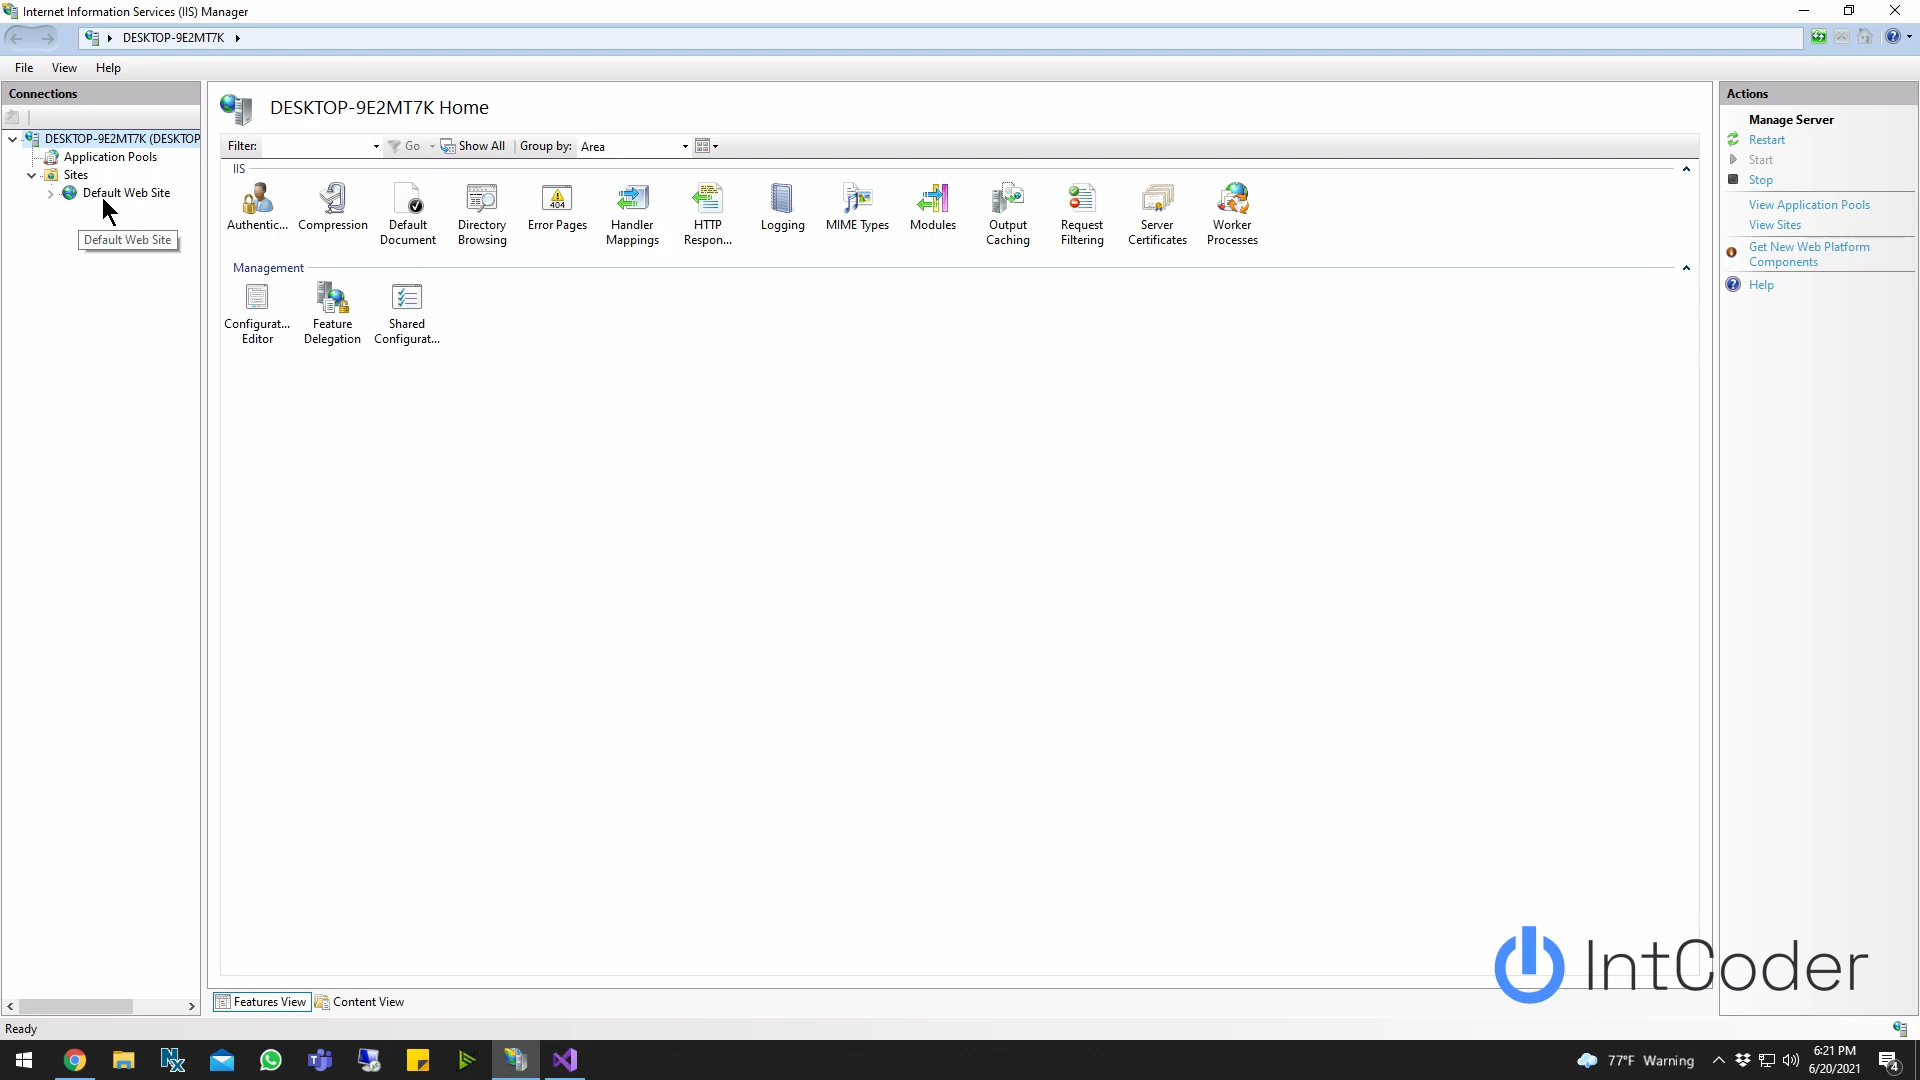 Internet Information Services (IIS) Manager
DESKTOP-9E2MT7K
File View Help
Connections
DESKTOP-9E2MT7K (DESKTOP
Application Pools
Sites
Default Web Site
Default Web Site
DESKTOP-9E2MT7K Home
Filter: Go Show All Group by: Area
IIS
Authentic... Compression Default Document Directory Browsing 404 Error Pages Handler Mappings HTTP Respon... Logging MIME Types Modules Output Caching Request Filtering Server Certificates Worker Processes
Management
Configurat... Editor Feature Delegation Shared Configurat...
Features View Content View
Actions
Manage Server
Restart
Start
Stop
View Application Pools
View Sites
Get New Web Platform
Components
Help
IntCoder
Ready
77°F Warning
6:21 PM
6/20/2021
4